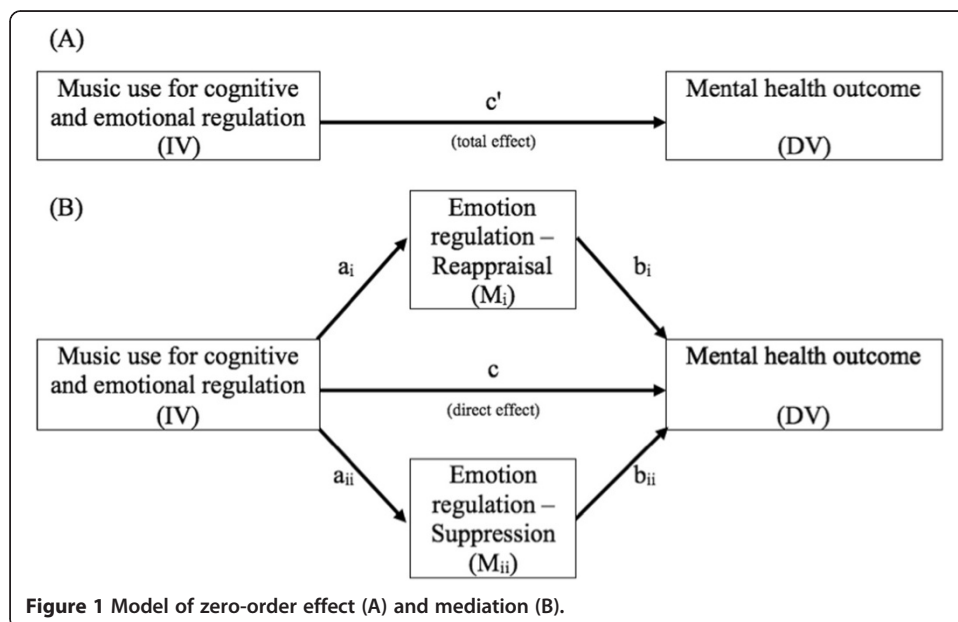 (A)
Music use for cognitive
and emotional regulation
(IV)
c'
(total effect)
Mental health outcome
(DV)
(B)
Emotion
regulation –
Reappraisal
(Mi)
ai
bi
Music use for cognitive
and emotional regulation
(IV)
c
(direct effect)
Mental health outcome
(DV)
aii
bii
Emotion
regulation –
Suppression
(Mii)
Figure 1 Model of zero-order effect (A) and mediation (B).